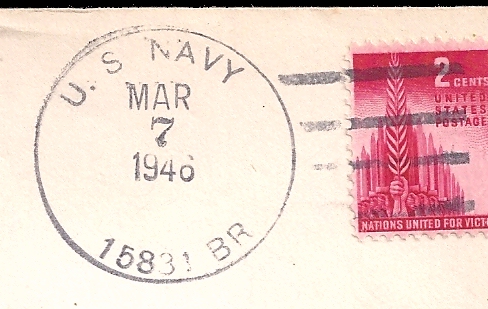 U. S NAVY
MAR
7
1946
15831 BR
2 CENTS
UNITED
STATES
POSTAGE
NATIONS UNITED FOR VICT